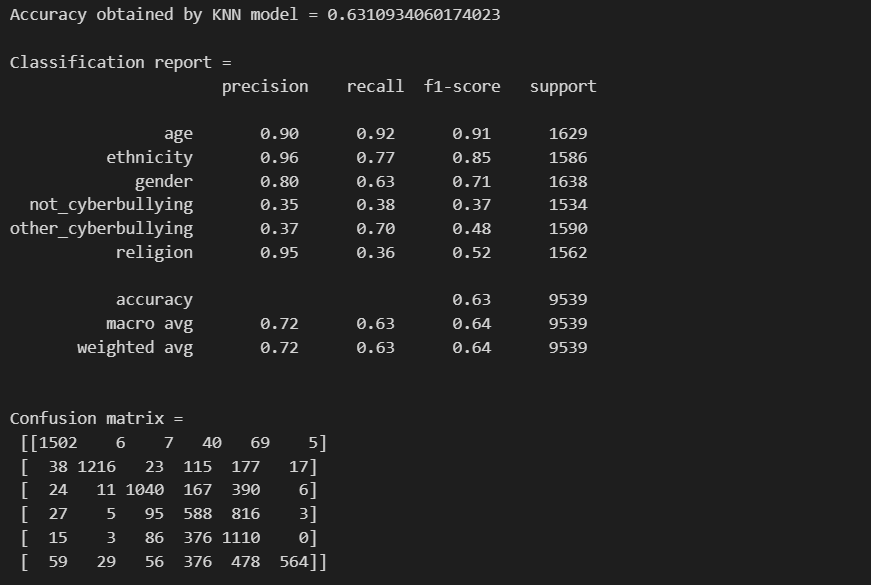 Accuracy obtained by KNN model = 0.6310934060174023
Classification report =
precision recall f1-score support
age 0.90 0.92 0.91 1629
ethnicity 0.96 0.77 0.85 1586
gender 0.80 0.63 0.71 1638
not_cyberbullying 0.35 0.38 0.37 1534
other_cyberbullying 0.37 0.70 0.48 1590
religion 0.95 0.36 0.52 1562
accuracy 0.63 9539
macro avg 0.72 0.63 0.64 9539
weighted avg 0.72 0.63 0.64 9539
Confusion matrix =
[[1502 6 7 40 69 5]
[ 38 1216 23 115 177 17]
[ 24 11 1040 167 390 6]
[ 27 5 95 588 816 3]
[ 15 3 86 376 1110 0]
[ 59 29 56 376 478 564]]